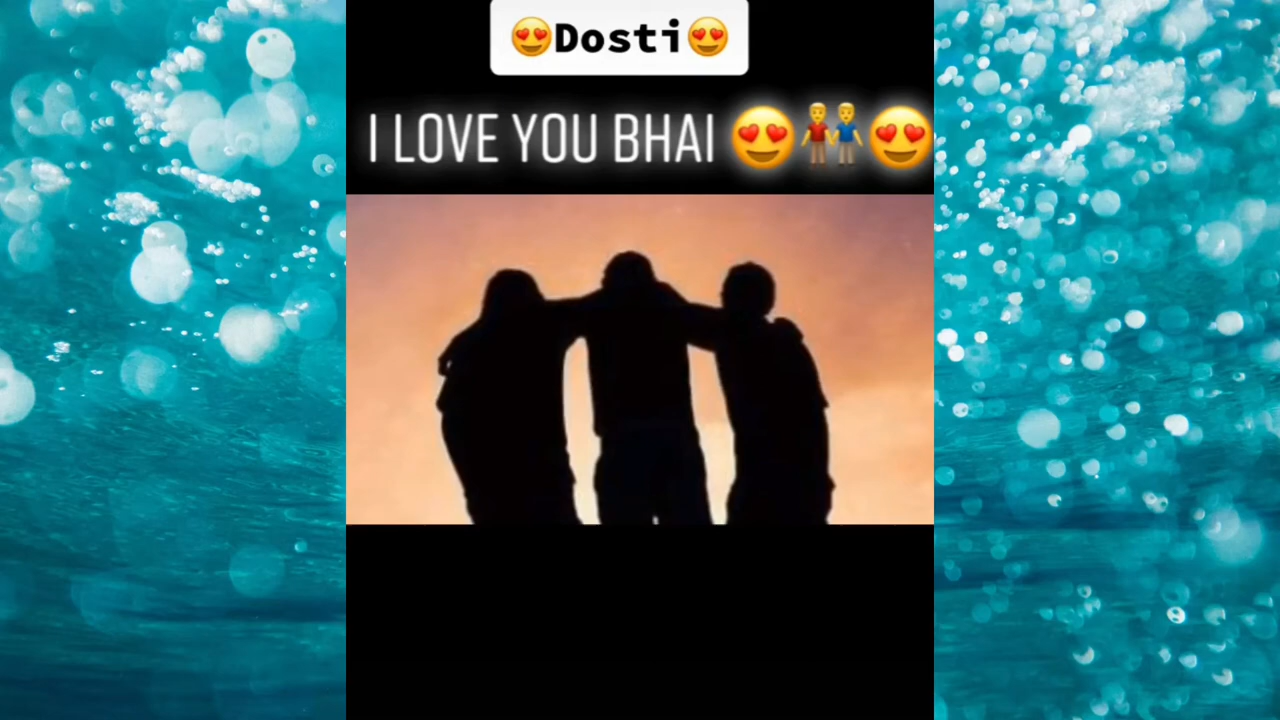 😍Dosti😍
I LOVE YOU BHAI 😍👬😍